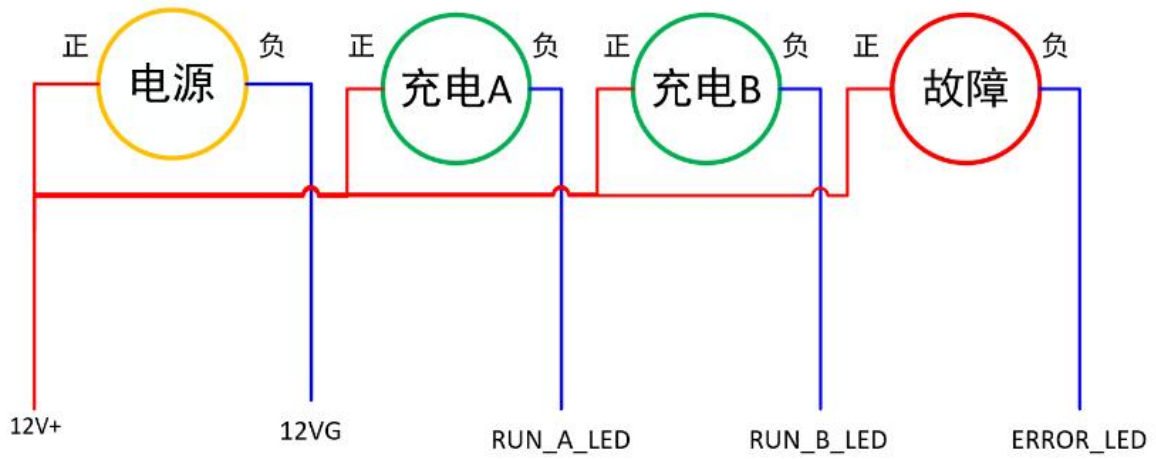 正 电源 负
正 充电A 负
正 充电B 负
正 故障 负
12V+
12VG
RUN_A_LED
RUN_B_LED
ERROR_LED